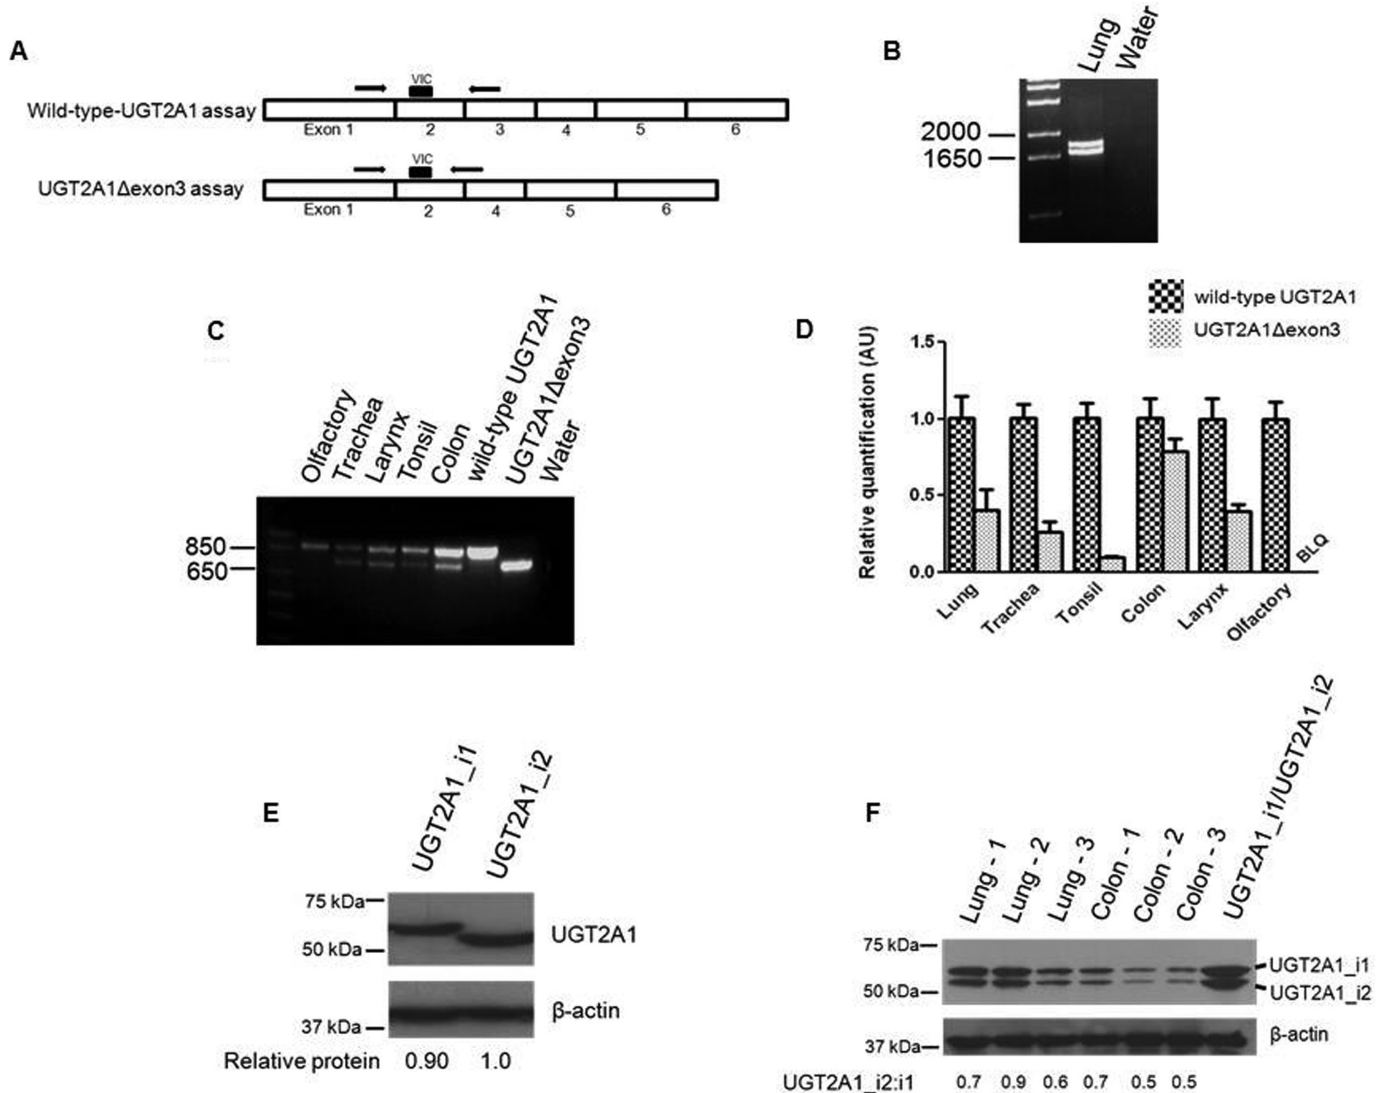 A
VIC
Wild-type-UGT2A1 assay
Exon 1 2 3 4 5 6
VIC
UGT2A1Δexon3 assay
Exon 1 2 4 5 6
B
Lung
Water
2000
1650
C
Olfactory
Trachea
Larynx
Tonsil
Colon
wild-type UGT2A1
UGT2A1Δexon3
Water
850
650
D
wild-type UGT2A1
UGT2A1Δexon3
Relative quantification (AU)
1.5
1.0
0.5
0.0
BLQ
Lung
Trachea
Tonsil
Colon
Larynx
Olfactory
E
UGT2A1_i1
UGT2A1_i2
75 kDa
50 kDa
UGT2A1
37 kDa
β-actin
Relative protein 0.90 1.0
F
Lung - 1
Lung - 2
Lung - 3
Colon - 1
Colon - 2
Colon - 3
UGT2A1_i1/UGT2A1_i2
75 kDa
50 kDa
UGT2A1_i1
UGT2A1_i2
37 kDa
β-actin
UGT2A1_i2:i1 0.7 0.9 0.6 0.7 0.5 0.5